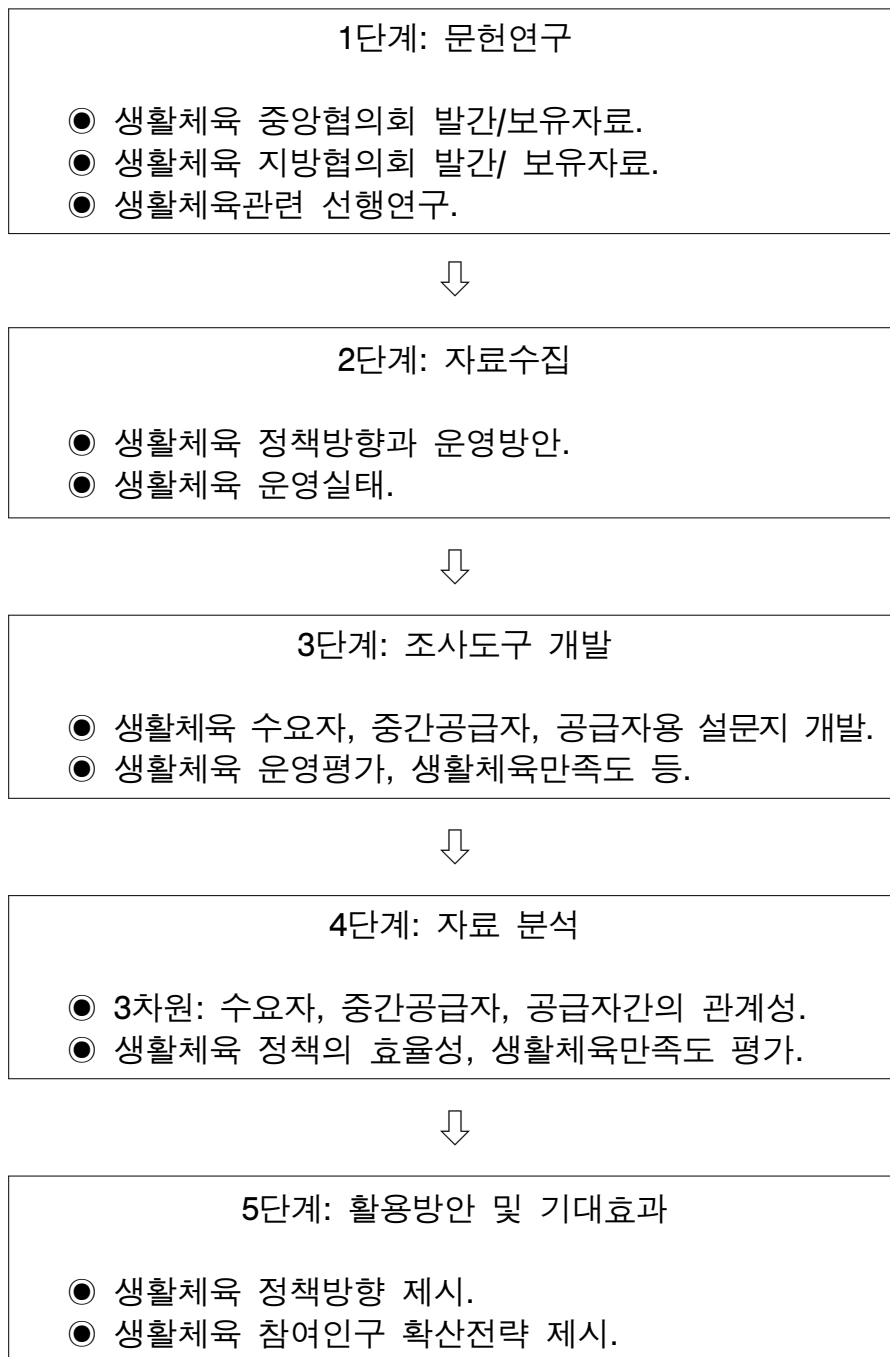 1단계: 문헌연구
◉ 생활체육 중앙협의회 발간/보유자료.
◉ 생활체육 지방협의회 발간/ 보유자료.
◉ 생활체육관련 선행연구.
⇩
2단계: 자료수집
◉ 생활체육 정책방향과 운영방안.
◉ 생활체육 운영실태.
⇩
3단계: 조사도구 개발
◉ 생활체육 수요자, 중간공급자, 공급자용 설문지 개발.
◉ 생활체육 운영평가, 생활체육만족도 등.
⇩
4단계: 자료 분석
◉ 3차원: 수요자, 중간공급자, 공급자간의 관계성.
◉ 생활체육 정책의 효율성, 생활체육만족도 평가.
⇩
5단계: 활용방안 및 기대효과
◉ 생활체육 정책방향 제시.
◉ 생활체육 참여인구 확산전략 제시.